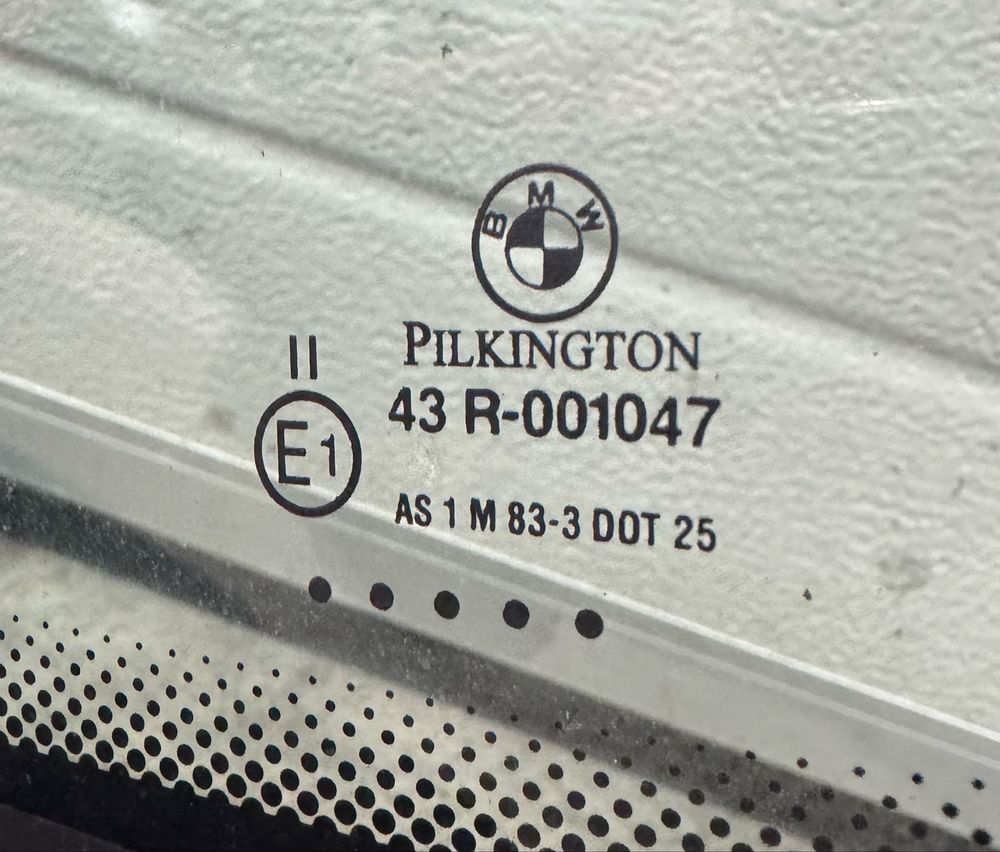 BMW
PILKINGTON
II
43 R-001047
E1
AS 1 M 83-3 DOT 25